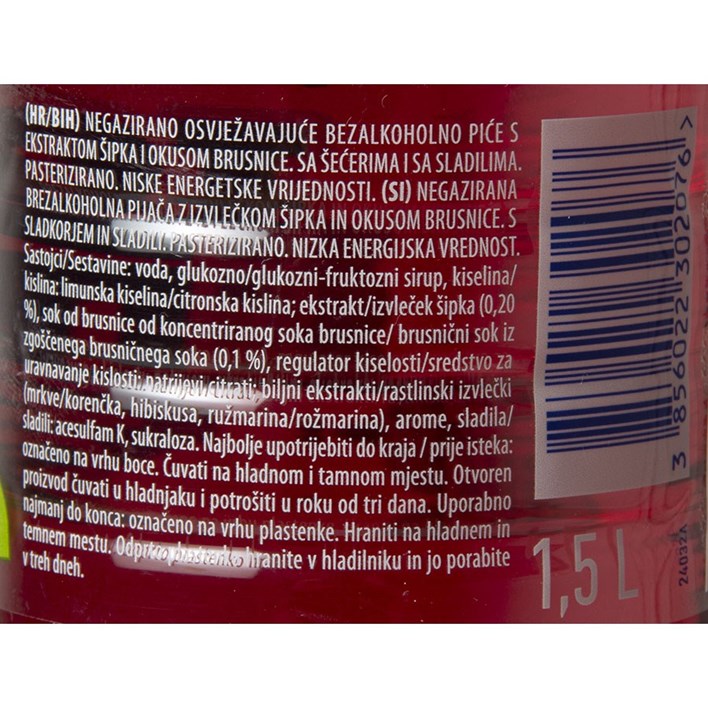 (HR/BIH) NEGAZIRANO OSVJEŽAVAJUĆE BEZALKOHOLNO PIĆE S
EKSTRAKTOM ŠIPKA I OKUSOM BRUSNICE. SA ŠEĆERIMA I SA SLADILIMA.
PASTERIZIRANO. NISKE ENERGETSKE VRIJEDNOSTI. (SI) NEGAZIRANA
BREZALKOHOLNA PIJAČA Z IZVLEČKOM ŠIPKA IN OKUSOM BRUSNICE. S
SLADKORJEM IN SLADILI. PASTERIZIRANO. NIZKA ENERGIJSKA VREDNOST.
Sastojci/Sestavine: voda, glukozno/glukozni-fruktozni sirup, kiselina/
kislina: limunska kiselina/citronska kislina; ekstrakt/izvleček šipka (0,20
%), sok od brusnice od koncentriranog soka brusnice/ brusnični sok iz
zgoščenega brusničnega soka (0,1 %), regulator kiselosti/sredstvo za
uravnavanje kislosti: natrijevi citrati; biljni ekstrakti/rastlinski izvlečki
(mrkve/korenčka, hibiskusa, ružmarina/rožmarina), arome, sladila/
sladili: acesulfam K, sukraloza. Najbolje upotrijebiti do kraja / prije isteka:
označeno na vrhu boce. Čuvati na hladnom i tamnom mjestu. Otvoren
proizvod čuvati u hladnjaku i potrošiti u roku od tri dana. Uporabno
najmanj do konca: označeno na vrhu plastenke. Hraniti na hladnem in
temnem mestu. Odprto plastenko hranite v hladilniku in jo porabite
v treh dneh.
3 856022 302076 >
1,5 L
24032A